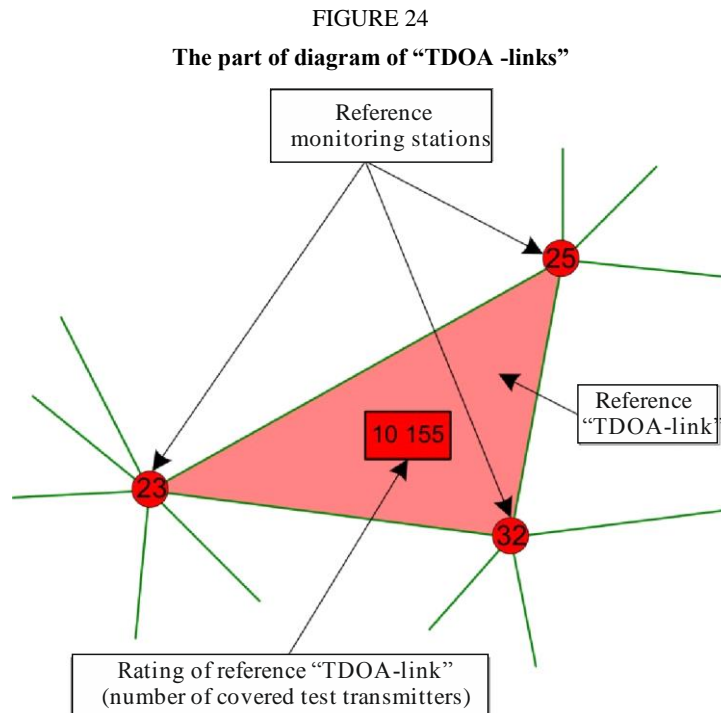 FIGURE 24
The part of diagram of “TDOA -links”
Reference
monitoring stations
25
Reference
“TDOA-link”
10 155
23
32
Rating of reference “TDOA-link”
(number of covered test transmitters)